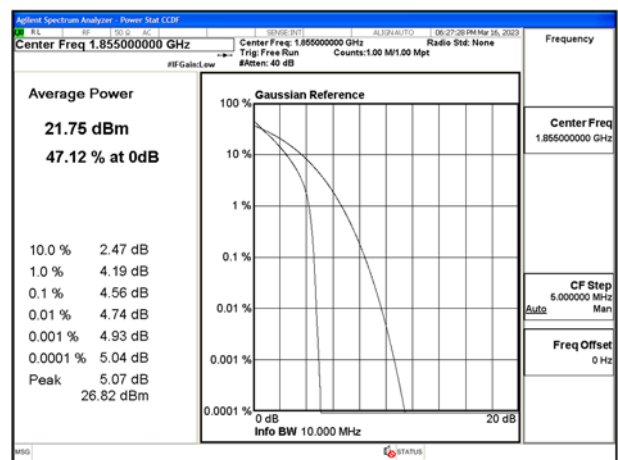 Agilent Spectrum Analyzer - Power Stat CCDF
RL RF 50 Ω AC SENSE:INT ALIGNAUTO 06:27:28 PM Mar 16, 2023
Center Freq 1.855000000 GHz
Center Freq: 1.855000000 GHz Radio Std: None
Trig: Free Run Counts:1.00 M/1.00 Mpt
#IFGain:Low #Atten: 40 dB
Frequency
Average Power
21.75 dBm
47.12 % at 0dB
10.0 % 2.47 dB
1.0 % 4.19 dB
0.1 % 4.56 dB
0.01 % 4.74 dB
0.001 % 4.93 dB
0.0001 % 5.04 dB
Peak 5.07 dB
26.82 dBm
Gaussian Reference
100 %
10 %
1 %
0.1 %
0.01 %
0.001 %
0.0001 %
0 dB 20 dB
Info BW 10.000 MHz
Center Freq
1.855000000 GHz
CF Step
5.000000 MHz
Auto Man
Freq Offset
0 Hz
MSG STATUS